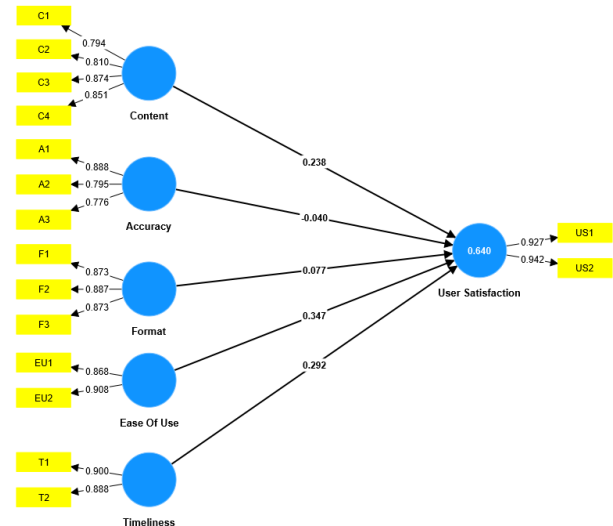 C1
0.794
C2
0.810
C3
0.874
C4
0.851
Content
0.238
A1
0.888
A2
0.795
A3
0.776
Accuracy
-0.040
F1
0.873
F2
0.887
F3
0.873
Format
0.077
EU1
0.868
EU2
0.908
Ease Of Use
0.347
T1
0.900
T2
0.888
Timeliness
0.292
0.640
User Satisfaction
0.927
US1
0.942
US2